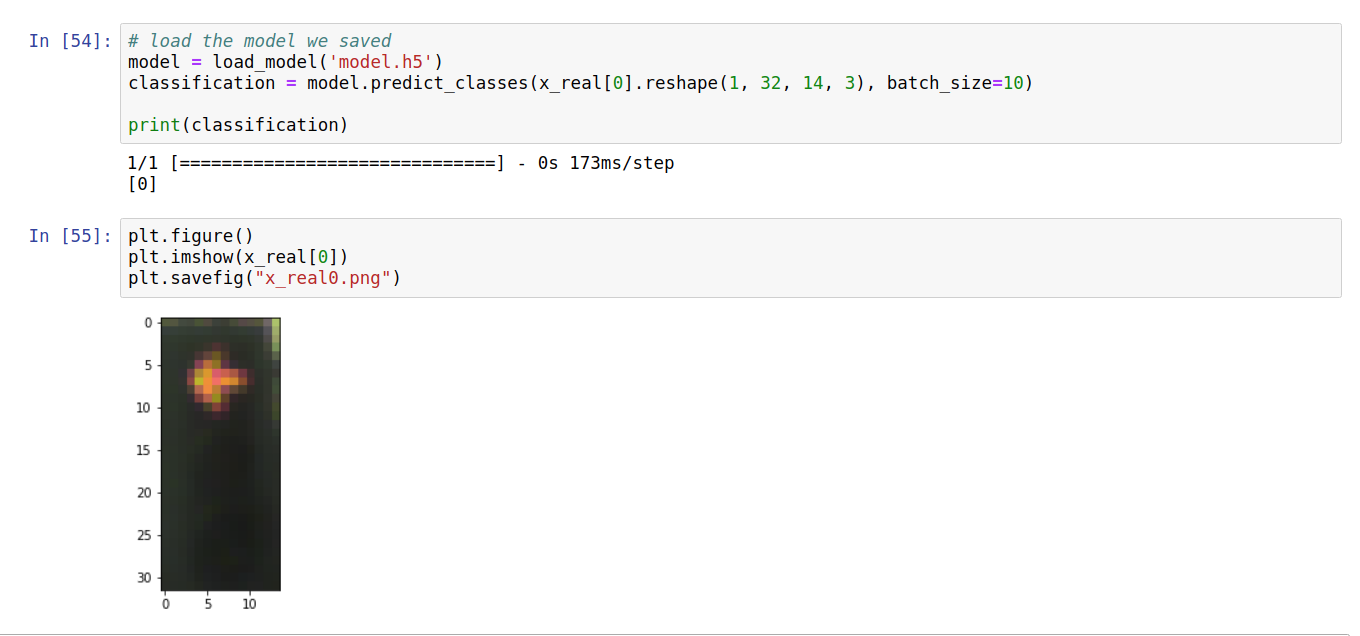 In [54]:
# load the model we saved
model = load_model('model.h5')
classification = model.predict_classes(x_real[0].reshape(1, 32, 14, 3), batch_size=10)
print(classification)
1/1 [==============================] - 0s 173ms/step
[0]
In [55]:
plt.figure()
plt.imshow(x_real[0])
plt.savefig("x_real0.png")
0
5
10
15
20
25
30
0 5 10